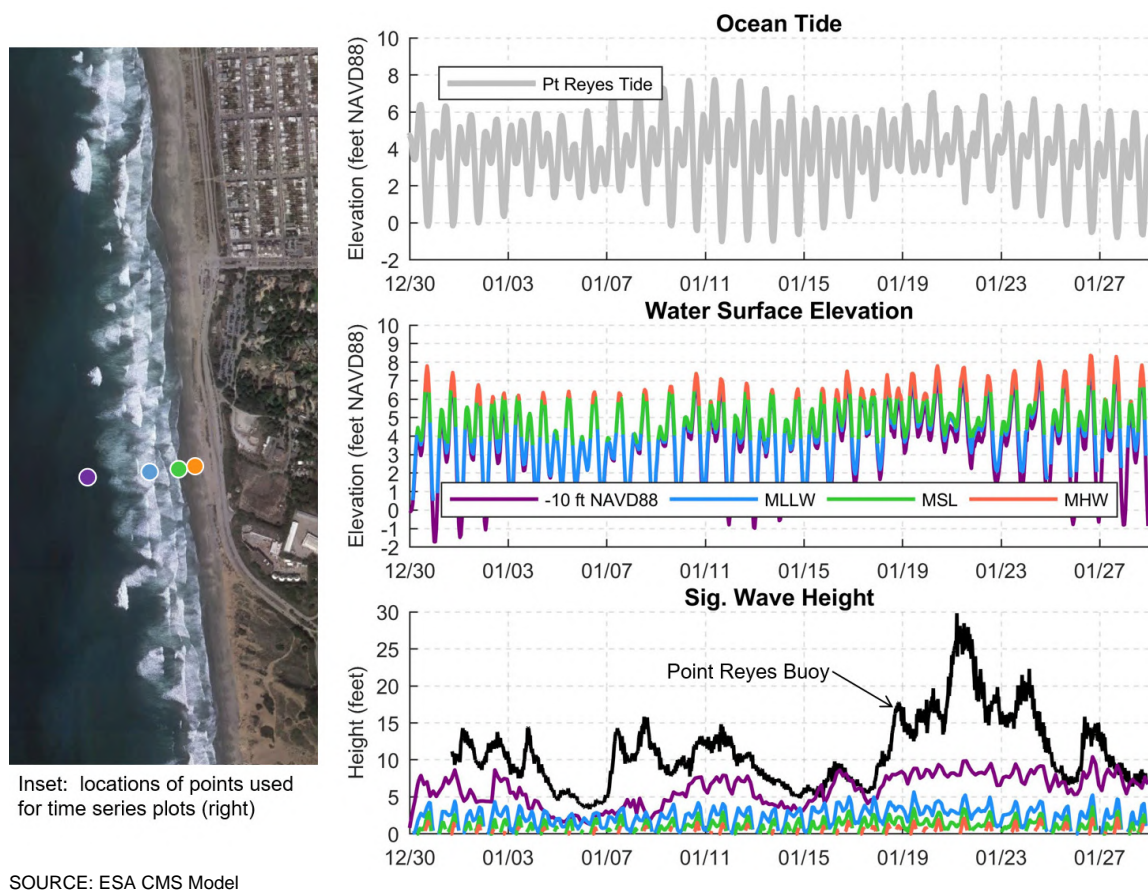 Ocean Tide
Elevation (feet NAVD88)
10
8
6
4
2
0
-2
Pt Reyes Tide
12/30 01/03 01/07 01/11 01/15 01/19 01/23 01/27
Water Surface Elevation
Elevation (feet NAVD88)
10
9
8
7
6
5
4
3
2
1
0
-1
-2
-10 ft NAVD88 MLLW MSL MHW
12/30 01/03 01/07 01/11 01/15 01/19 01/23 01/27
Sig. Wave Height
Height (feet)
30
25
20
15
10
5
0
Point Reyes Buoy
12/30 01/03 01/07 01/11 01/15 01/19 01/23 01/27
Inset: locations of points used
for time series plots (right)
SOURCE: ESA CMS Model